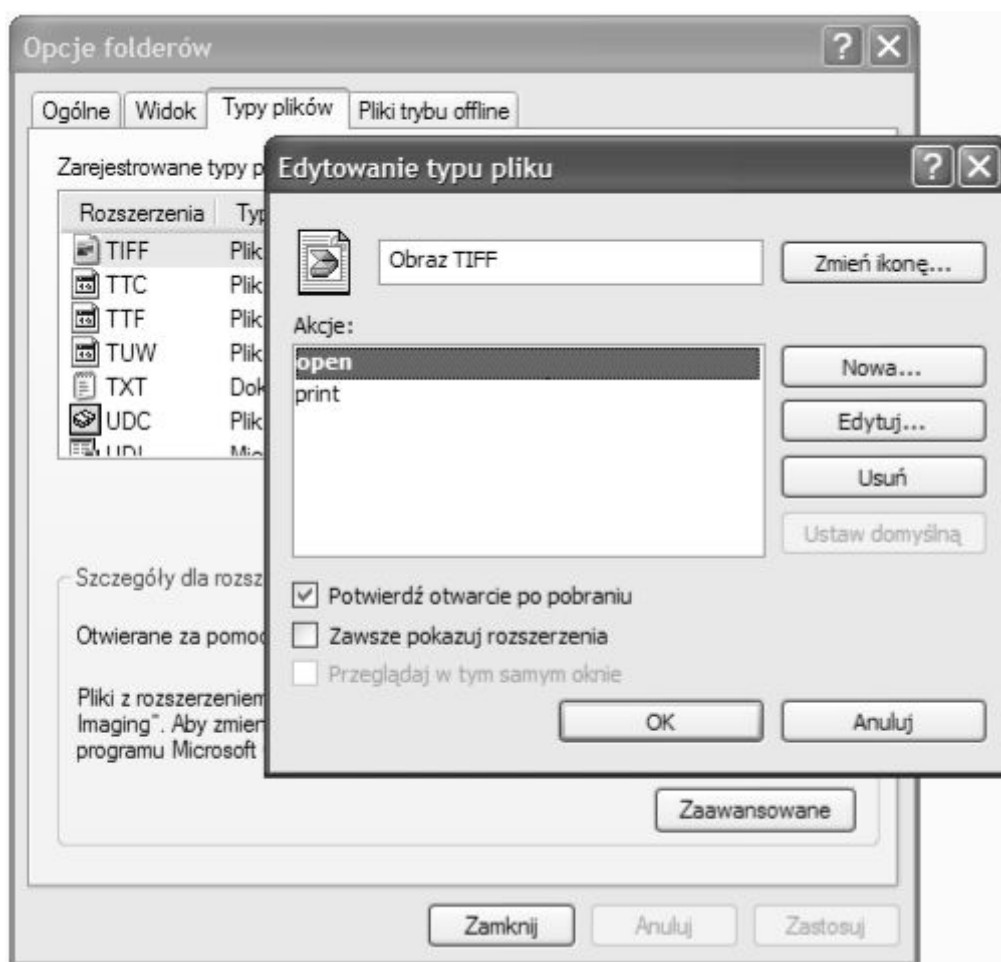 Opcje folderów
Ogólne Widok Typy plików Pliki trybu offline
Zarejestrowane typy p
Rozszerzenia Typ
TIFF Plik
TTC Plik
TTF Plik
TUW Plik
TXT Dok
UDC Plik
Szczegóły dla rozsz
Otwierane za pomoc
Pliki z rozszerzeniem
Imaging". Aby zmien
programu Microsoft
Zaawansowane
Zamknij Anuluj Zastosuj
Edytowanie typu pliku
Obraz TIFF Zmień ikonę...
Akcje:
open
print
Nowa...
Edytuj...
Usuń
Ustaw domyślną
Potwierdź otwarcie po pobraniu
Zawsze pokazuj rozszerzenia
Przeglądaj w tym samym oknie
OK Anuluj